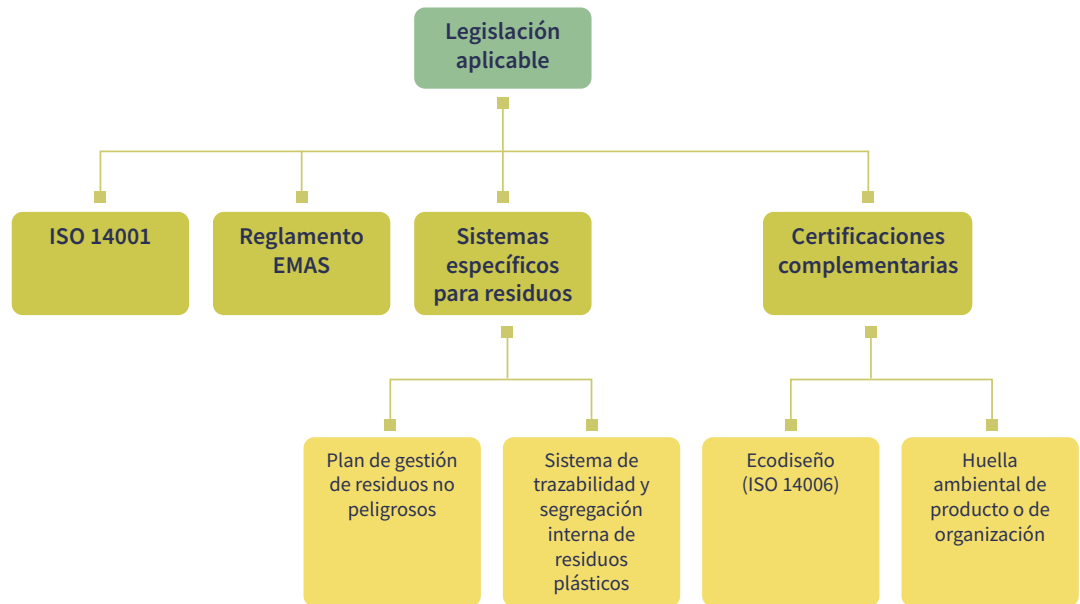 Legislación
aplicable
ISO 14001
Reglamento
EMAS
Sistemas
específicos
para residuos
Certificaciones
complementarias
Plan de gestión
de residuos no
peligrosos
Sistema de
trazabilidad y
segregación
interna de
residuos
plásticos
Ecodiseño
(ISO 14006)
Huella
ambiental de
producto o de
organización